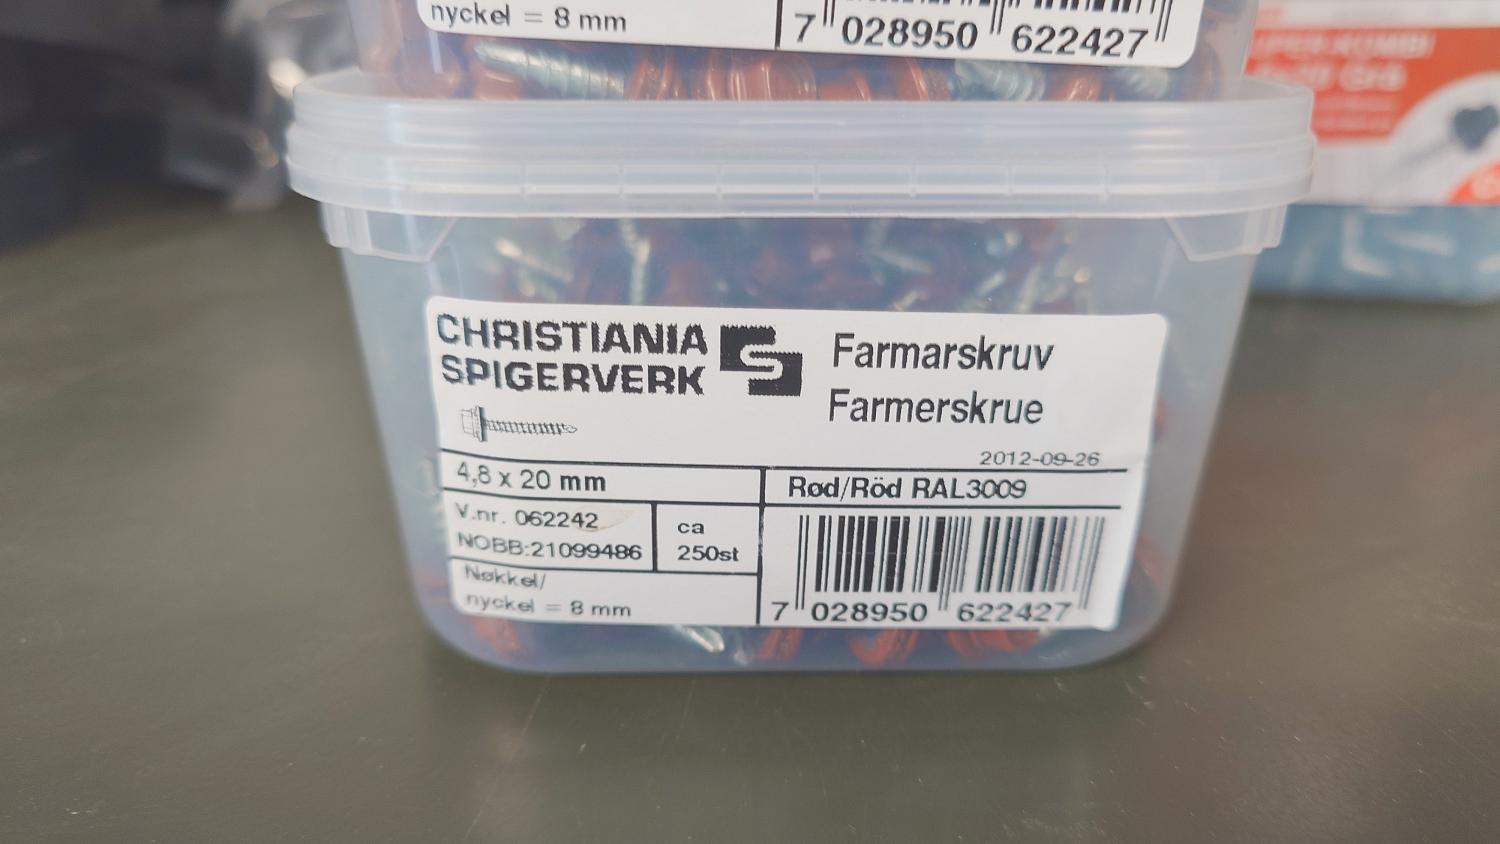 nyckel = 8 mm
7 028950 622427
CHRISTIANIA
SPIGERVERK
Farmarskruv
Farmerskrue
2012-09-26
4,8 x 20 mm
Rød/Röd RAL3009
V.nr. 062242
NOBB:21099486
ca
250st
Nøkkel/
nyckel = 8 mm
7 028950 622427